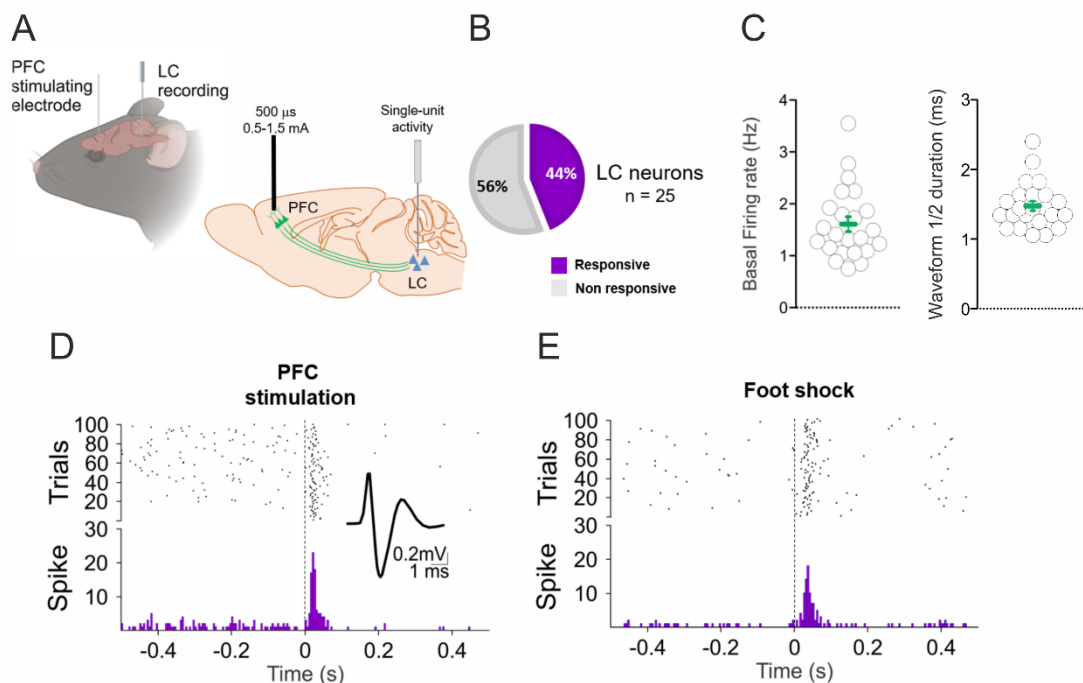 A
PFC
stimulating
electrode
LC
recording
500 µs
0.5-1.5 mA
Single-unit
activity
PFC
LC
B
56%
44%
LC neurons
n = 25
Responsive
Non responsive
C
Basal Firing rate (Hz)
4
3
2
1
0
Waveform 1/2 duration (ms)
3
2
1
0
D
PFC
stimulation
Trials
100
80
60
40
20
Spike
30
20
10
0.2mV
1 ms
-0.4
-0.2
0
0.2
0.4
Time (s)
E
Foot shock
Trials
100
80
60
40
20
Spike
30
20
10
-0.4
-0.2
0
0.2
0.4
Time (s)